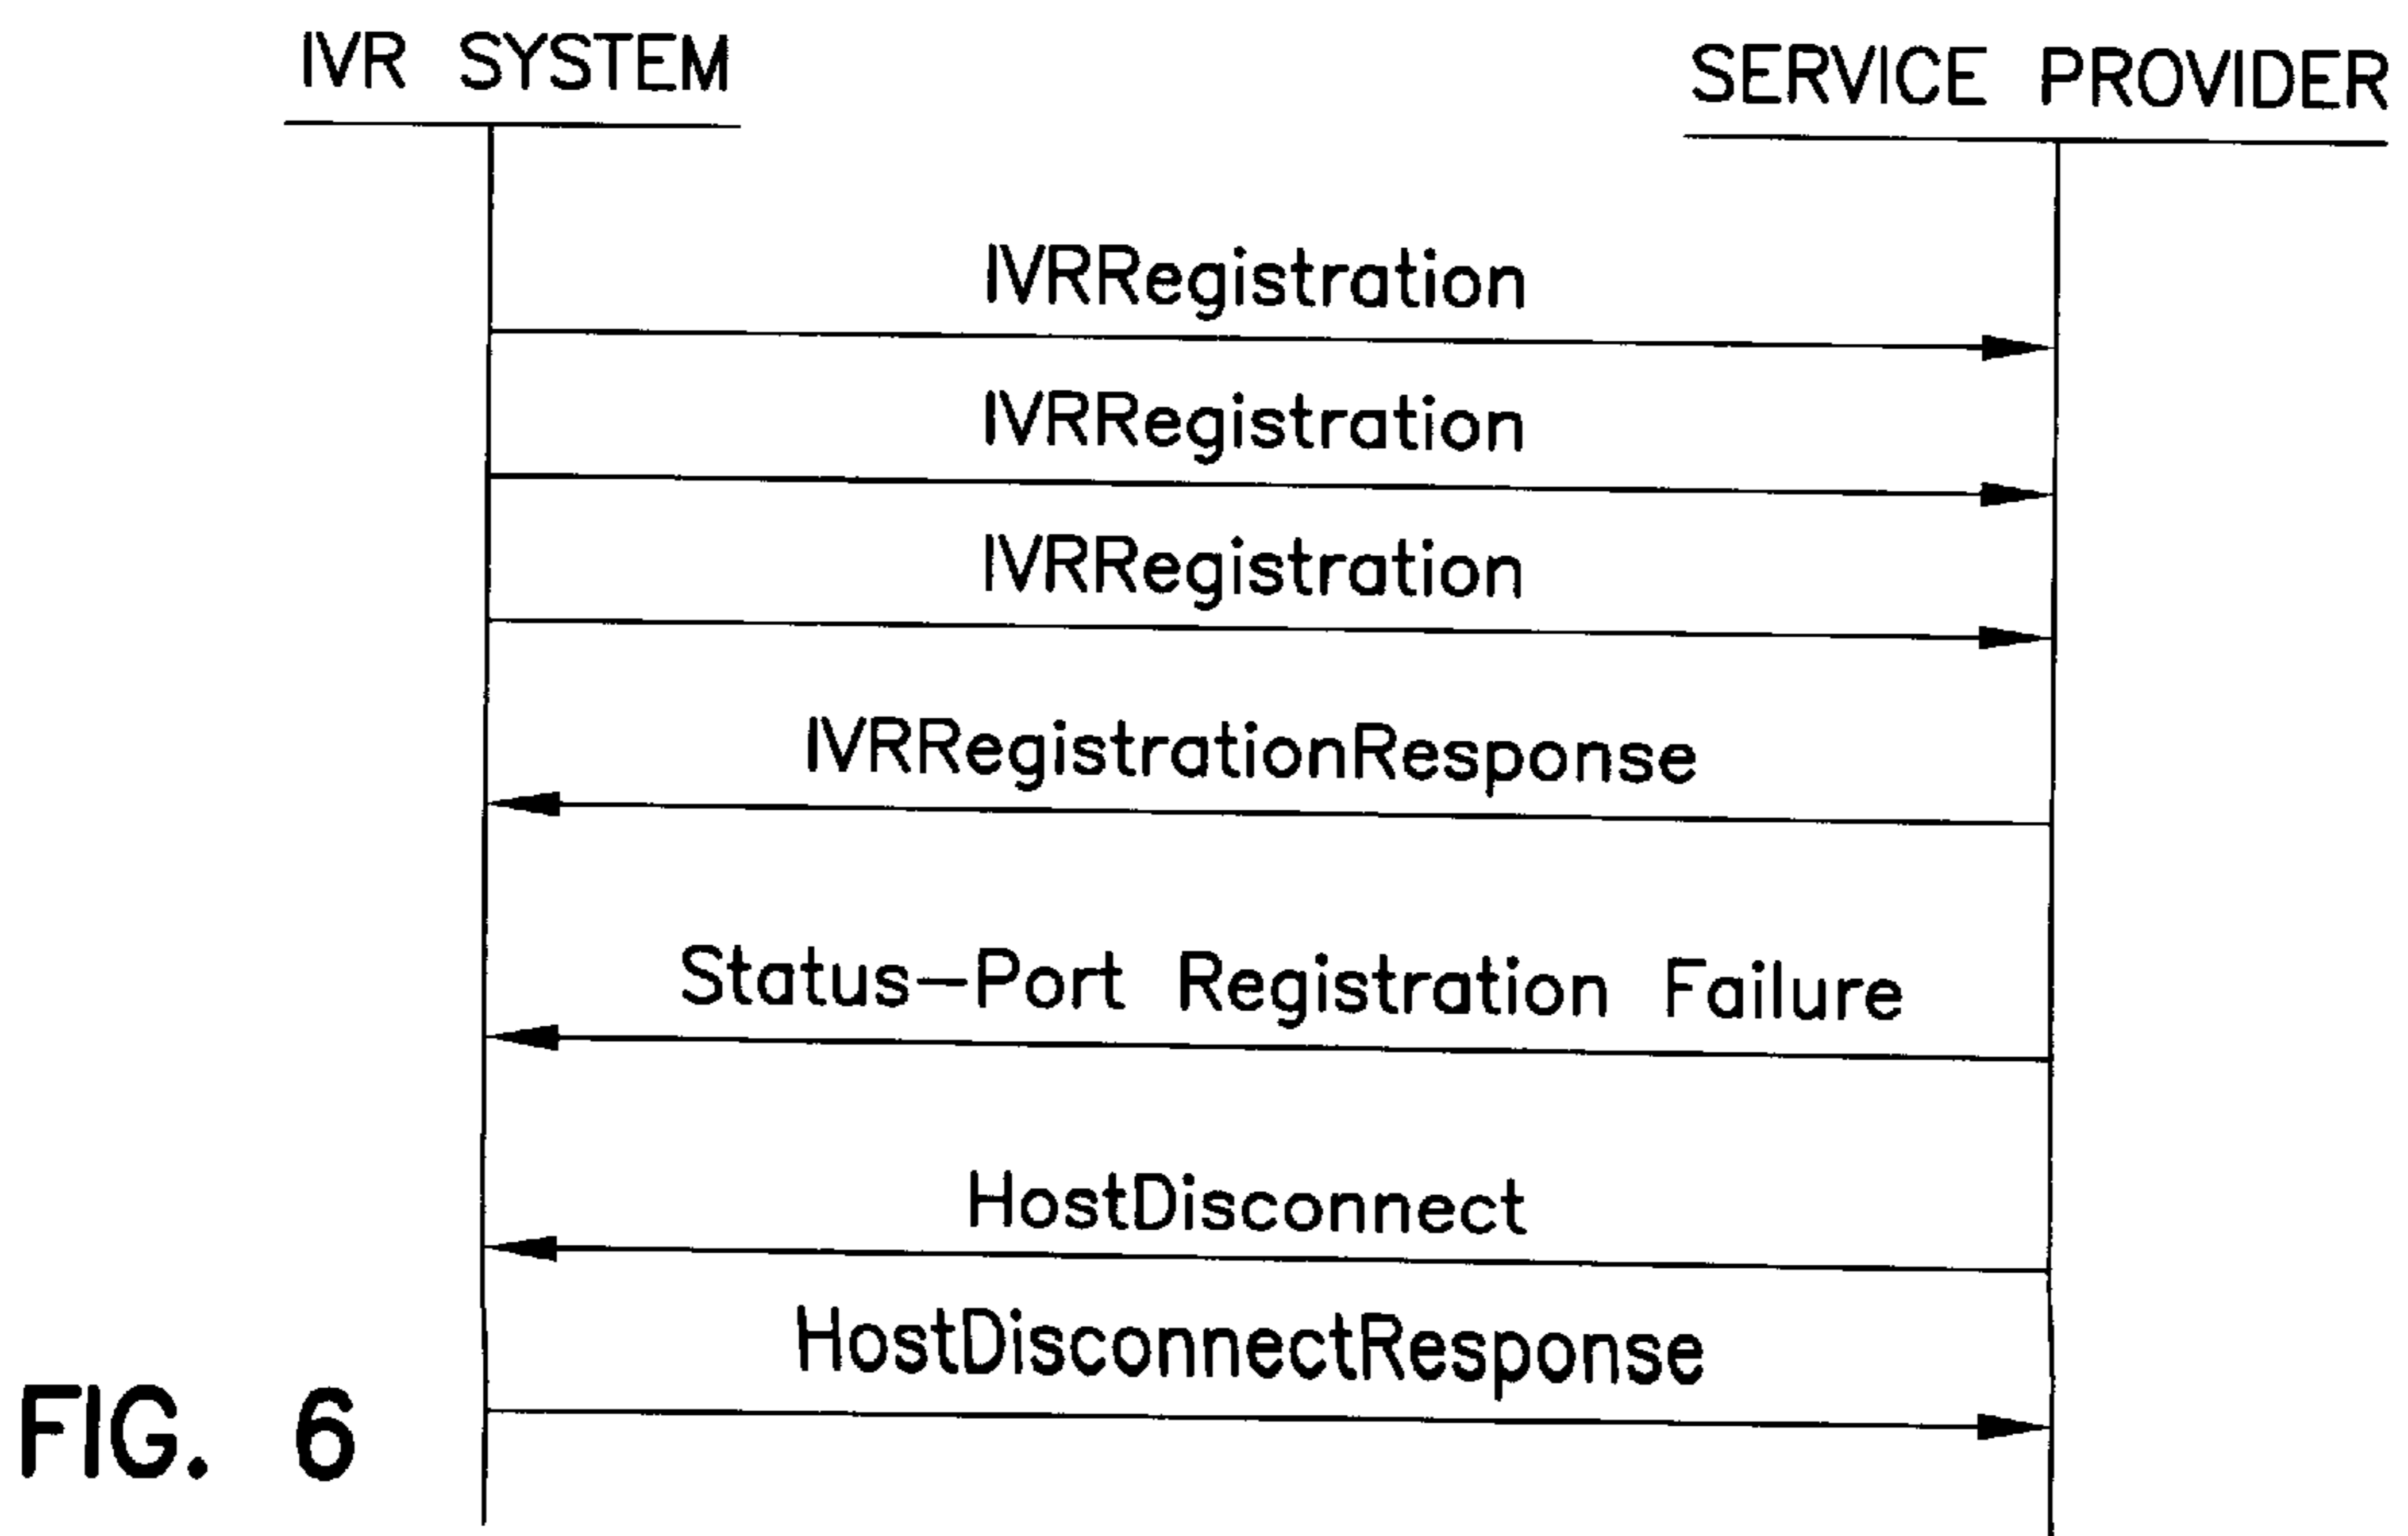 IVR SYSTEM
SERVICE PROVIDER
IVRRegistration
IVRRegistration
IVRRegistration
IVRRegistrationResponse
Status-Port Registration Failure
HostDisconnect
HostDisconnectResponse
FIG. 6